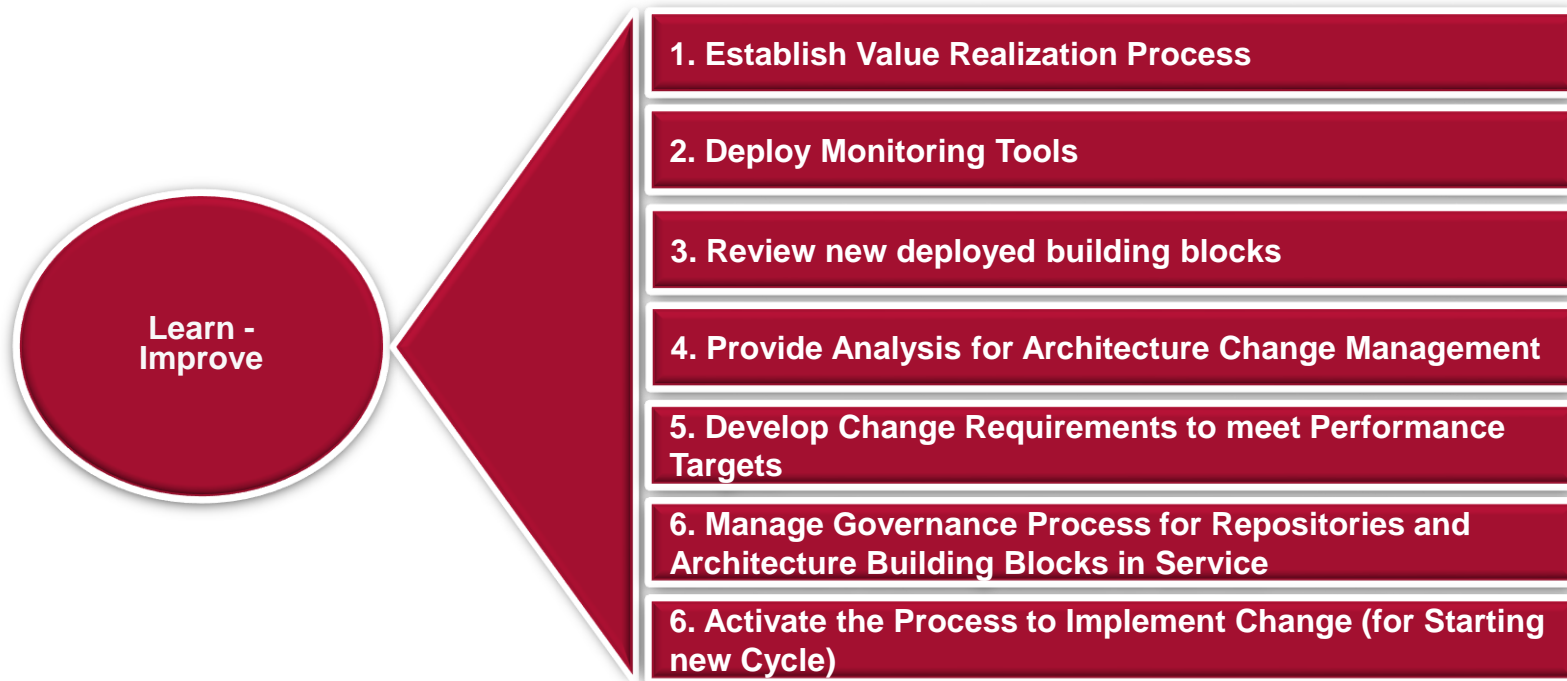 Learn -
Improve
1. Establish Value Realization Process
2. Deploy Monitoring Tools
3. Review new deployed building blocks
4. Provide Analysis for Architecture Change Management
5. Develop Change Requirements to meet Performance
Targets
6. Manage Governance Process for Repositories and
Architecture Building Blocks in Service
6. Activate the Process to Implement Change (for Starting
new Cycle)